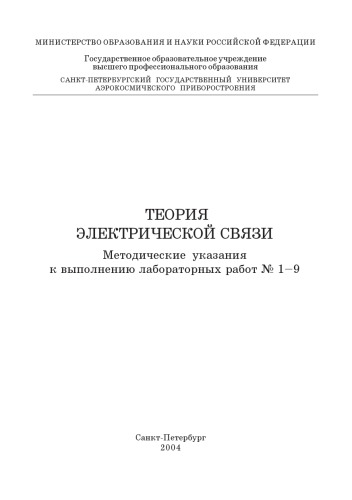 МИНИСТЕРСТВО ОБРАЗОВАНИЯ И НАУКИ РОССИЙСКОЙ ФЕДЕРАЦИИ
Государственное образовательное учреждение
высшего профессионального образования
САНКТ-ПЕТЕРБУРГСКИЙ ГОСУДАРСТВЕННЫЙ УНИВЕРСИТЕТ
АЭРОКОСМИЧЕСКОГО ПРИБОРОСТРОЕНИЯ
ТЕОРИЯ
ЭЛЕКТРИЧЕСКОЙ СВЯЗИ
Методические указания
к выполнению лабораторных работ № 1–9
Санкт-Петербург
2004